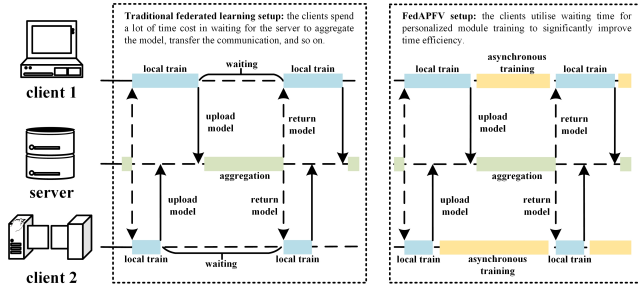 Traditional federated learning setup: the clients spend
a lot of time cost in waiting for the server to aggregate
the model, transfer the communication, and so on.
local train
waiting
local train
client 1
upload
model
return
model
server
aggregation
upload
model
return
model
local train
waiting
local train
client 2
FedAPFV setup: the clients utilise waiting time for
personalized module training to significantly improve
time efficiency.
local train
asynchronous
training
local train
upload
model
return
model
aggregation
upload
model
return
model
local train
asynchronous
training
local train